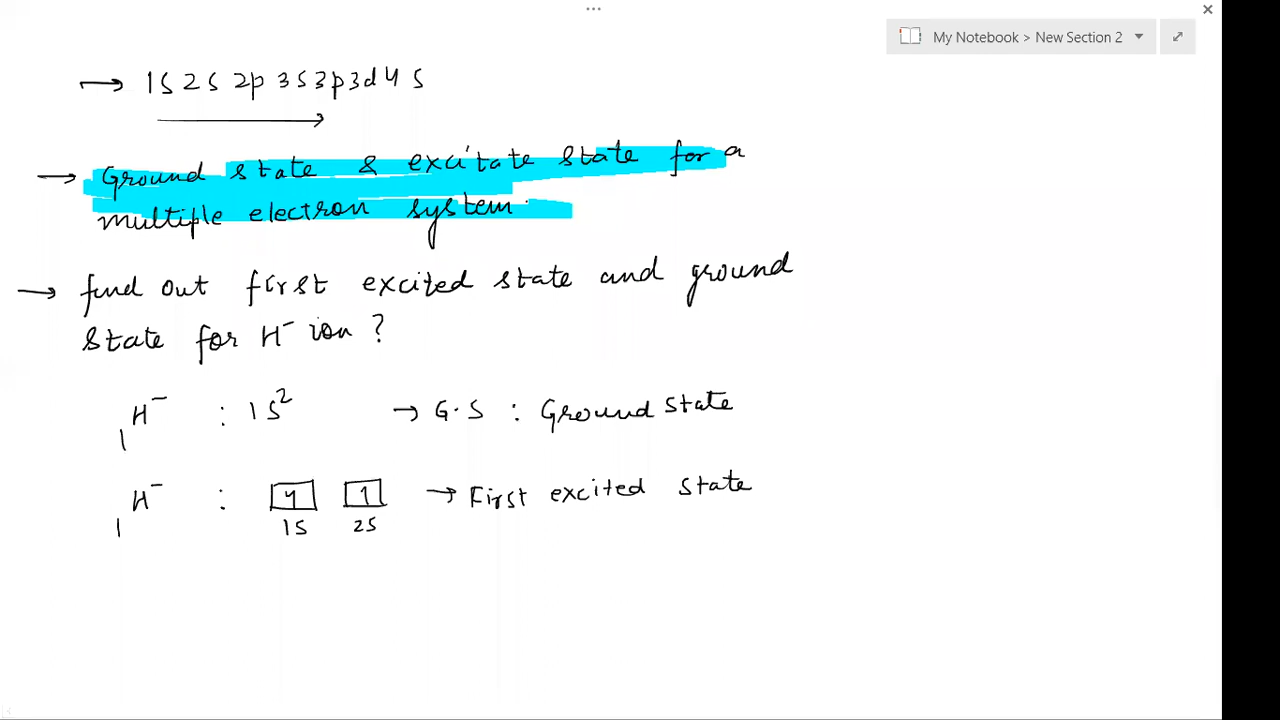 My Notebook > New Section 2
→ 1s 2s 2p 3s 3p 3d 4s
→ Ground state & excitate state for a
multiple electron system.
→ find out first excited state and ground
state for H⁻ ion ?
₁H⁻ : 1s² → G.S : Ground state
₁H⁻ : 1 1 → First excited state
1s 2s